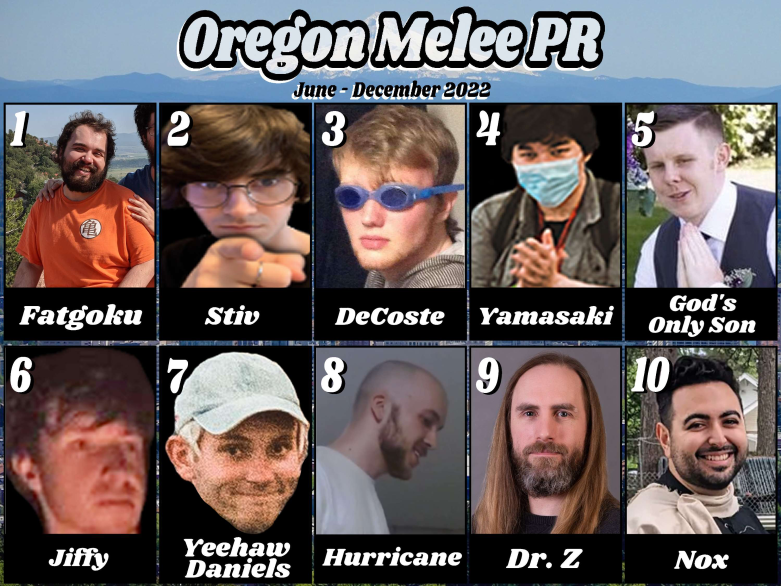 Oregon Melee PR
June - December 2022
1
2
3
4
5
Fatgoku
Stiv
DeCoste
Yamasaki
God's
Only Son
6
7
8
9
10
Jiffy
Yeehaw
Daniels
Hurricane
Dr. Z
Nox